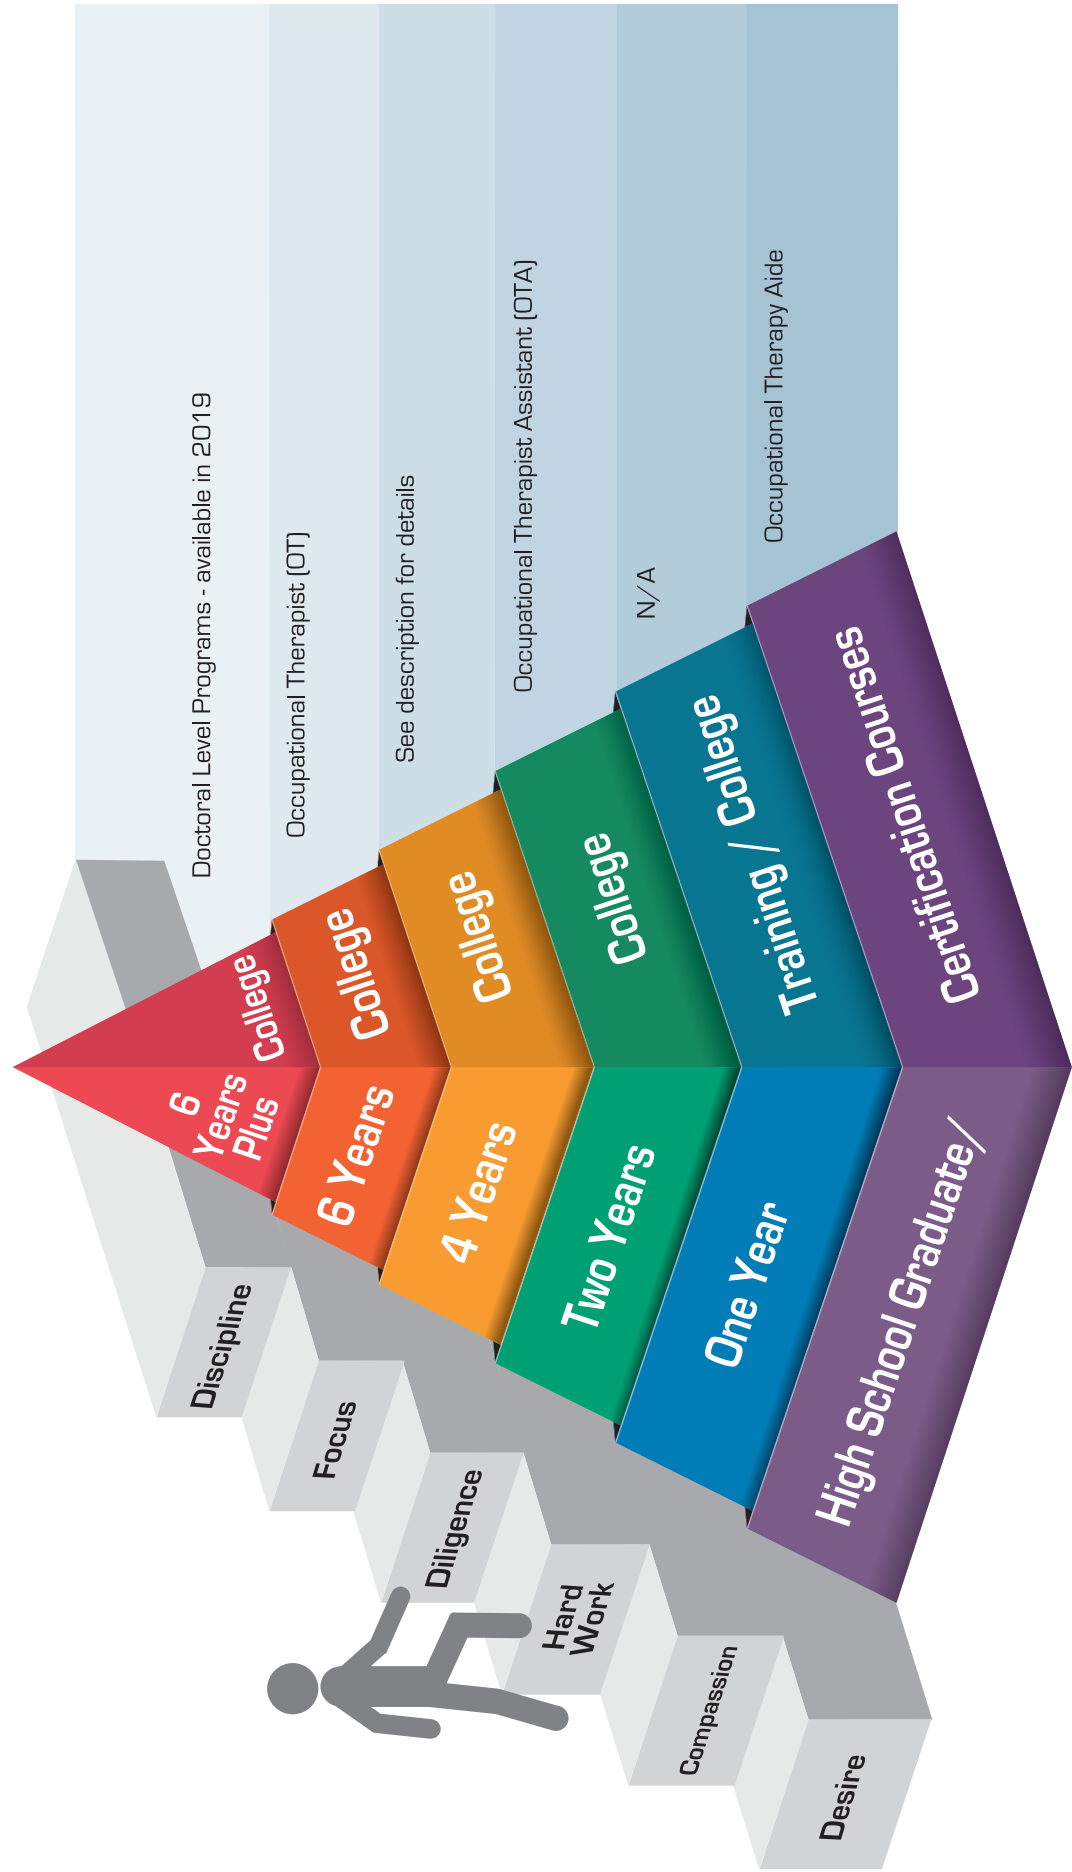 Doctoral Level Programs - available in 2019
Occupational Therapist (OT)
See description for details
Occupational Therapist Assistant (OTA)
N/A
Occupational Therapy Aide
6
Years
Plus
College
6 Years
College
4 Years
College
Two Years
College
One Year
Training / College
High School Graduate/
Certification Courses
Discipline
Focus
Diligence
Hard
Work
Compassion
Desire